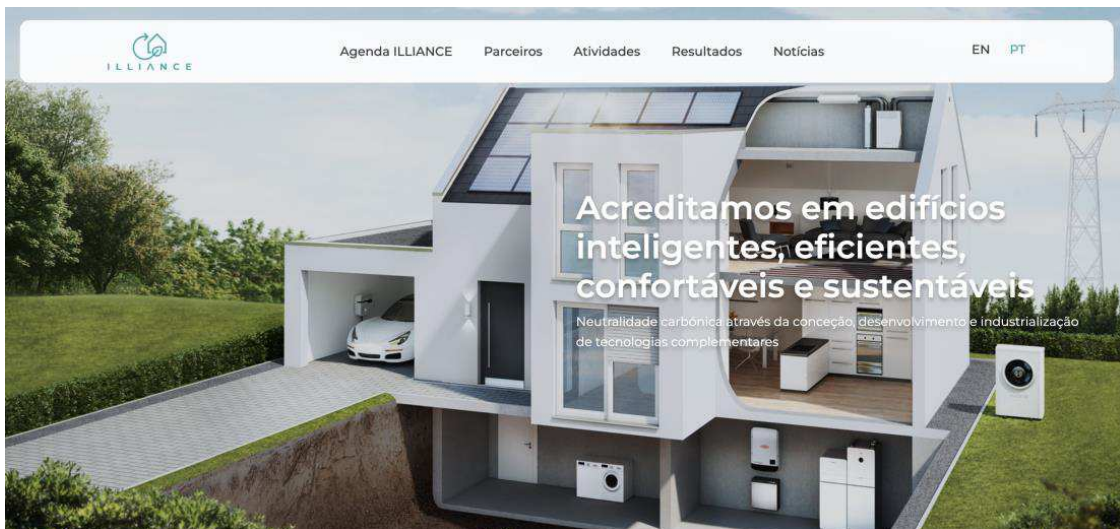 ILLIANCE
Agenda ILLIANCE
Parceiros
Atividades
Resultados
Notícias
EN
PT
Acreditamos em edifícios
inteligentes, eficientes,
confortáveis e sustentáveis
Neutralidade carbónica através da conceção, desenvolvimento e industrialização
de tecnologias complementares